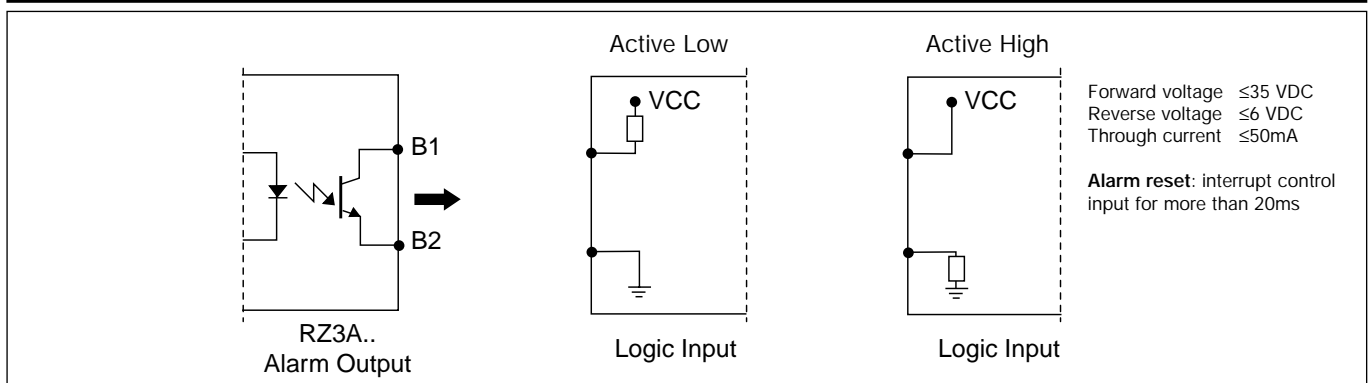 Active Low
Active High
VCC
VCC
Forward voltage ≤35 VDC
Reverse voltage ≤6 VDC
Through current ≤50mA
B1
Alarm reset: interrupt control
input for more than 20ms
B2
RZ3A..
Alarm Output
Logic Input
Logic Input